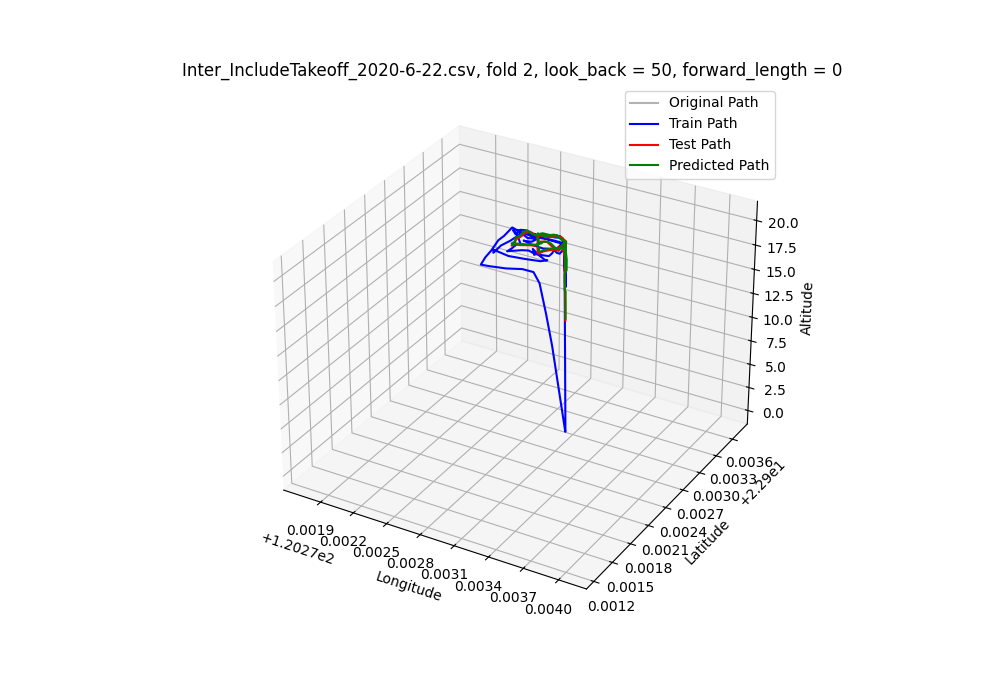 Inter_IncludeTakeoff_2020-6-22.csv, fold 2, look_back = 50, forward_length = 0
Original Path
Train Path
Test Path
Predicted Path
20.0
17.5
15.0
12.5
10.0
7.5
5.0
2.5
0.0
Altitude
0.0036
0.0033
0.0030
0.0027
0.0024
0.0021
0.0018
0.0015
0.0012
+2.29e1
Latitude
0.0019
0.0022
0.0025
0.0028
0.0031
0.0034
0.0037
0.0040
+1.2027e2
Longitude